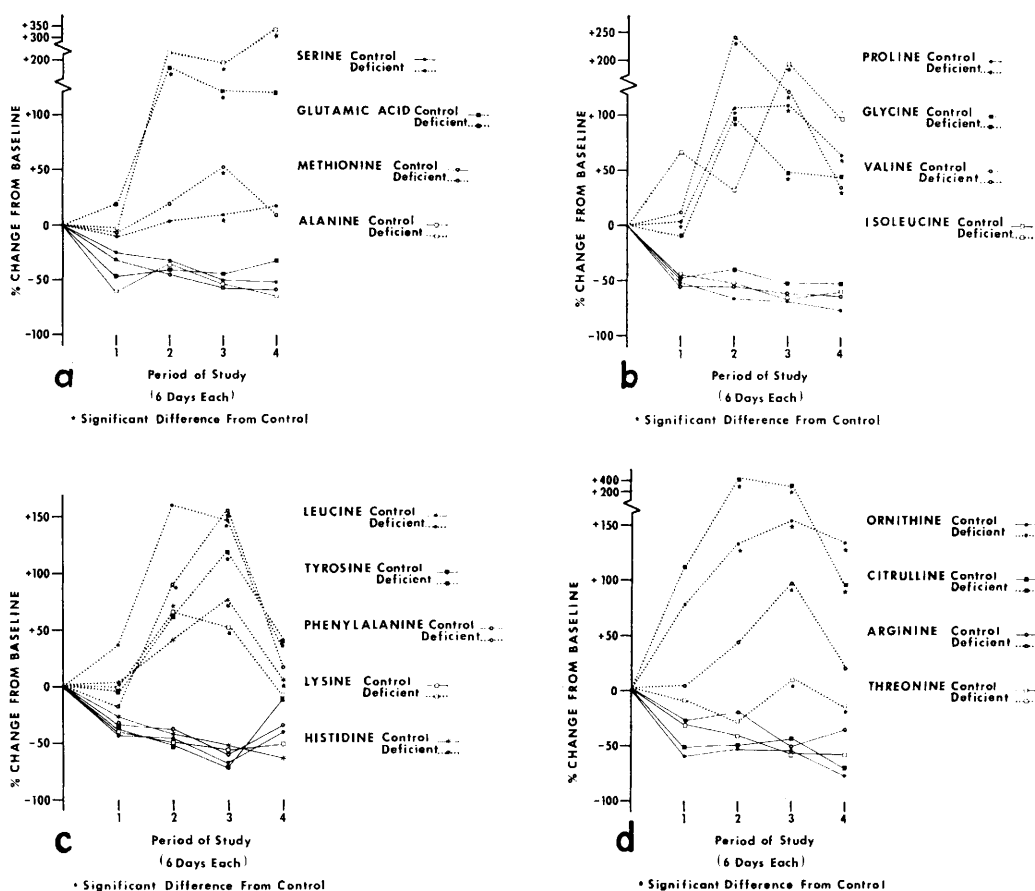 +350
+300
+200
+100
+50
0
−50
−100
% CHANGE FROM BASELINE
SERINE Control
Deficient
GLUTAMIC ACID Control
Deficient
METHIONINE Control
Deficient
ALANINE Control
Deficient
1 2 3 4
a
Period of Study
(6 Days Each)
* Significant Difference From Control
+250
+200
+100
+50
0
−50
−100
% CHANGE FROM BASELINE
PROLINE Control
Deficient
GLYCINE Control
Deficient
VALINE Control
Deficient
ISOLEUCINE Control
Deficient
1 2 3 4
b
Period of Study
(6 Days Each)
* Significant Difference From Control
+150
+100
+50
0
−50
−100
% CHANGE FROM BASELINE
LEUCINE Control
Deficient
TYROSINE Control
Deficient
PHENYLALANINE Control
Deficient
LYSINE Control
Deficient
HISTIDINE Control
Deficient
1 2 3 4
c
Period of Study
(6 Days Each)
* Significant Difference From Control
+400
+200
+150
+100
+50
0
−50
−100
% CHANGE FROM BASELINE
ORNITHINE Control
Deficient
CITRULLINE Control
Deficient
ARGININE Control
Deficient
THREONINE Control
Deficient
1 2 3 4
d
Period of Study
(6 Days Each)
* Significant Difference From Control